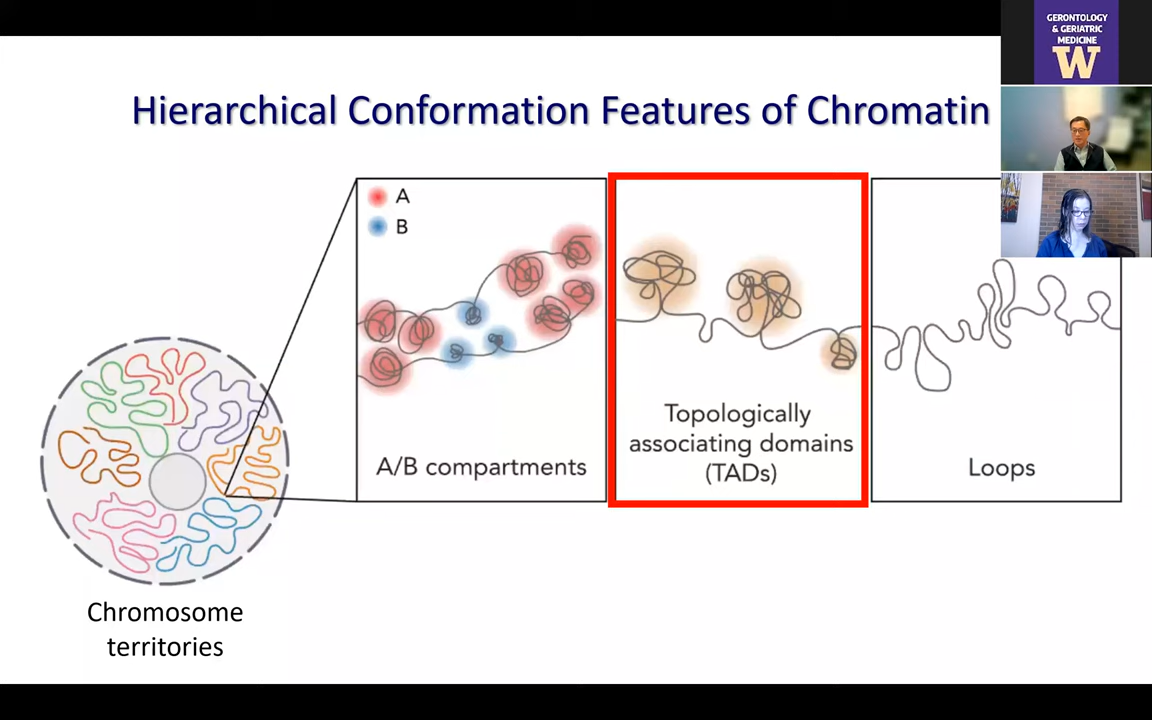 GERONTOLOGY
& GERIATRIC
MEDICINE
W
Hierarchical Conformation Features of Chromatin
A
B
A/B compartments
Topologically
associating domains
(TADs)
Loops
Chromosome
territories